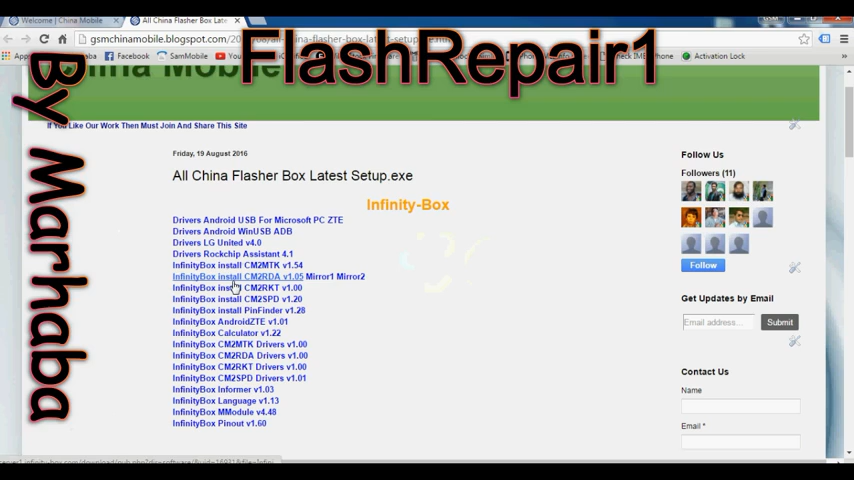 Welcome | China Mobile
All China Flasher Box Late
gsmchinamobile.blogspot.com
FlashRepair1
By Marhaba
Facebook
SamMobile
Check IMEI
Phone
Activation Lock
If You Like Our Work Then Must Join And Share This Site
Friday, 19 August 2016
All China Flasher Box Latest Setup.exe
Infinity-Box
Drivers Android USB For Microsoft PC ZTE
Drivers Android WinUSB ADB
Drivers LG United v4.0
Drivers Rockchip Assistant 4.1
InfinityBox install CM2MTK v1.54
InfinityBox install CM2RDA v1.05 Mirror1 Mirror2
InfinityBox install CM2RKT v1.00
InfinityBox install CM2SPD v1.20
InfinityBox install PinFinder v1.28
InfinityBox AndroidZTE v1.01
InfinityBox Calculator v1.22
InfinityBox CM2MTK Drivers v1.00
InfinityBox CM2RDA Drivers v1.00
InfinityBox CM2RKT Drivers v1.00
InfinityBox CM2SPD Drivers v1.01
InfinityBox Informer v1.03
InfinityBox Language v1.13
InfinityBox MModule v4.48
InfinityBox Pinout v1.60
Follow Us
Followers (11)
Follow
Get Updates by Email
Email address...
Submit
Contact Us
Name
Email *